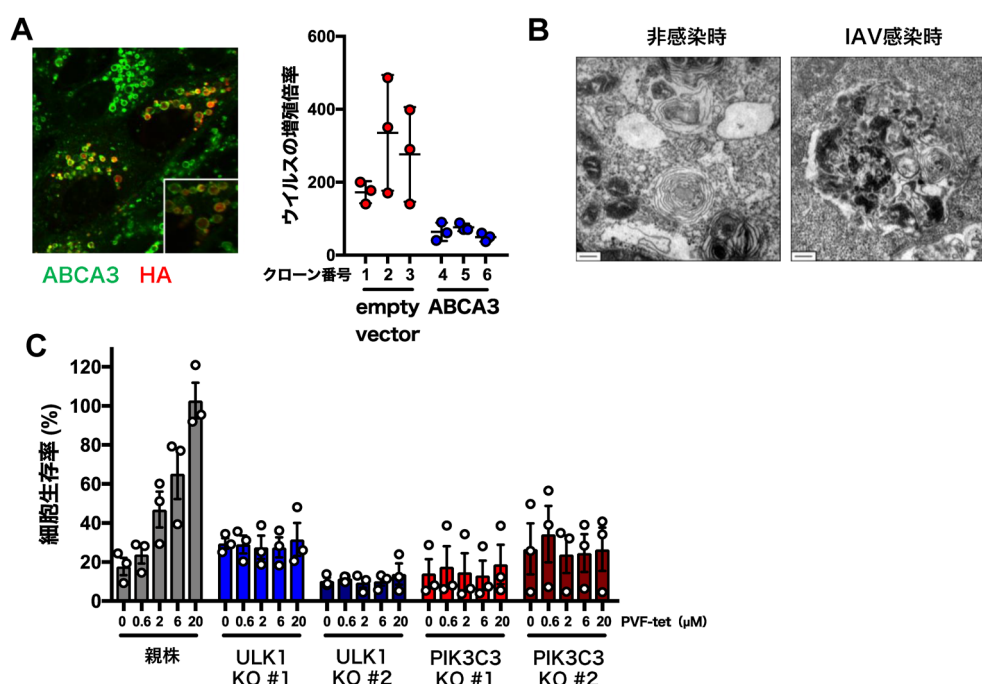 A
ABCA3 HA
ウイルスの増殖倍率
600
400
200
0
クローン番号 1 2 3 4 5 6
empty vector
ABCA3
B
非感染時
IAV感染時
C
細胞生存率 (%)
120
100
80
60
40
20
0
0 0.6 2 6 20 0 0.6 2 6 20 0 0.6 2 6 20 0 0.6 2 6 20 0 0.6 2 6 20 PVF-tet (μM)
親株
ULK1 KO #1
ULK1 KO #2
PIK3C3 KO #1
PIK3C3 KO #2